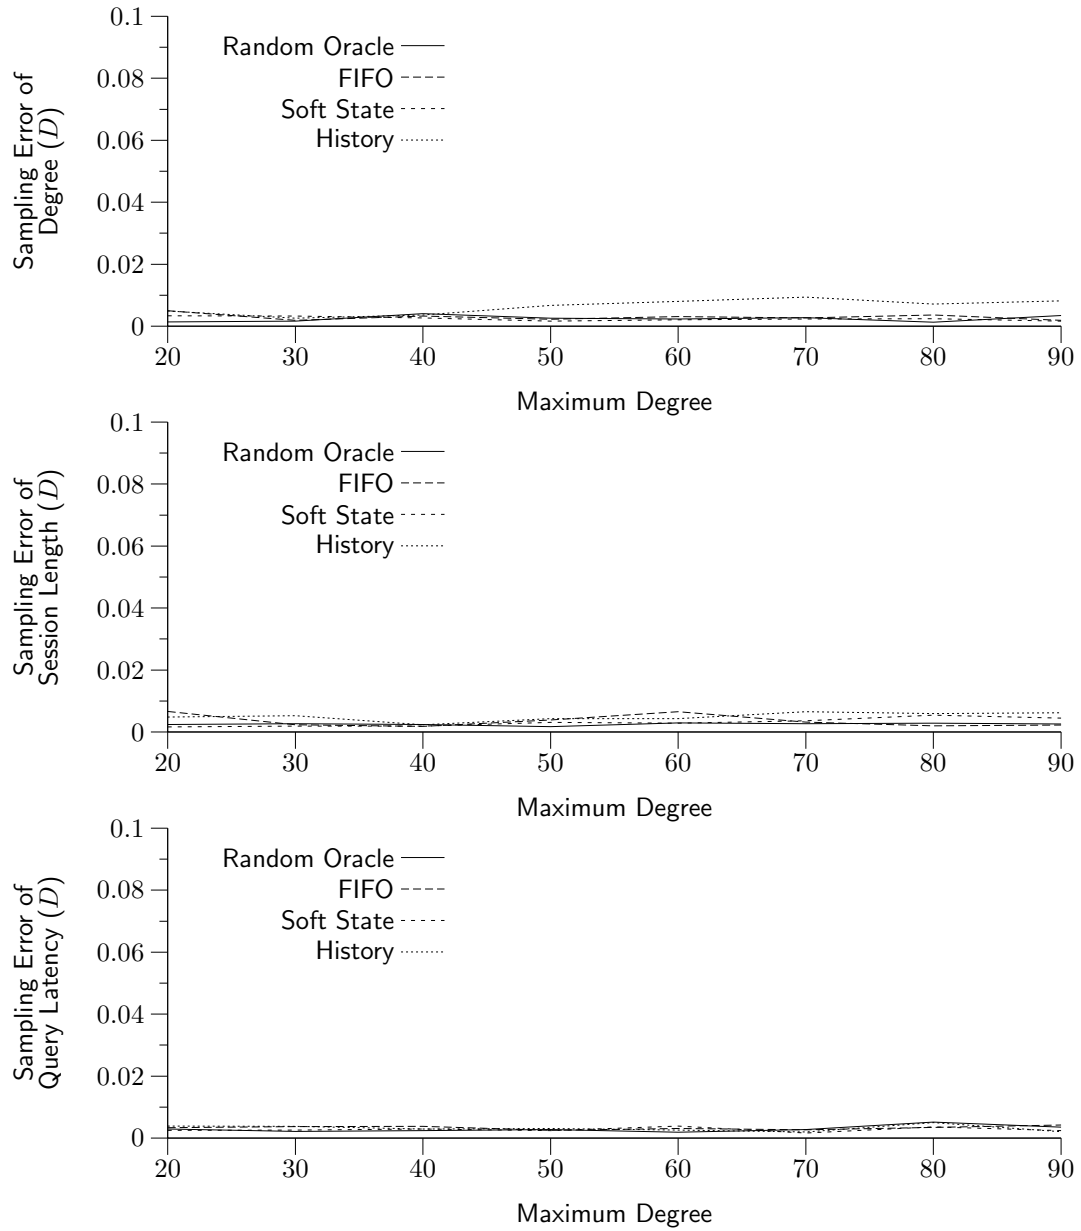 Sampling Error of
Degree (D)
0.1
0.08
0.06
0.04
0.02
0
Random Oracle
FIFO
Soft State
History
20 30 40 50 60 70 80 90
Maximum Degree
Sampling Error of
Session Length (D)
0.1
0.08
0.06
0.04
0.02
0
Random Oracle
FIFO
Soft State
History
20 30 40 50 60 70 80 90
Maximum Degree
Sampling Error of
Query Latency (D)
0.1
0.08
0.06
0.04
0.02
0
Random Oracle
FIFO
Soft State
History
20 30 40 50 60 70 80 90
Maximum Degree